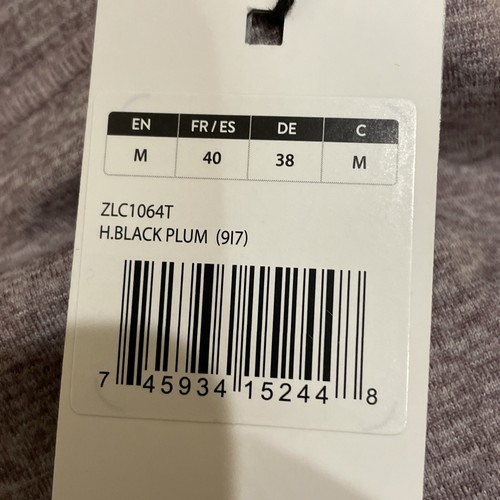 EN FR/ES DE C
M 40 38 M
ZLC1064T
H.BLACK PLUM (9I7)
7 45934 15244 8